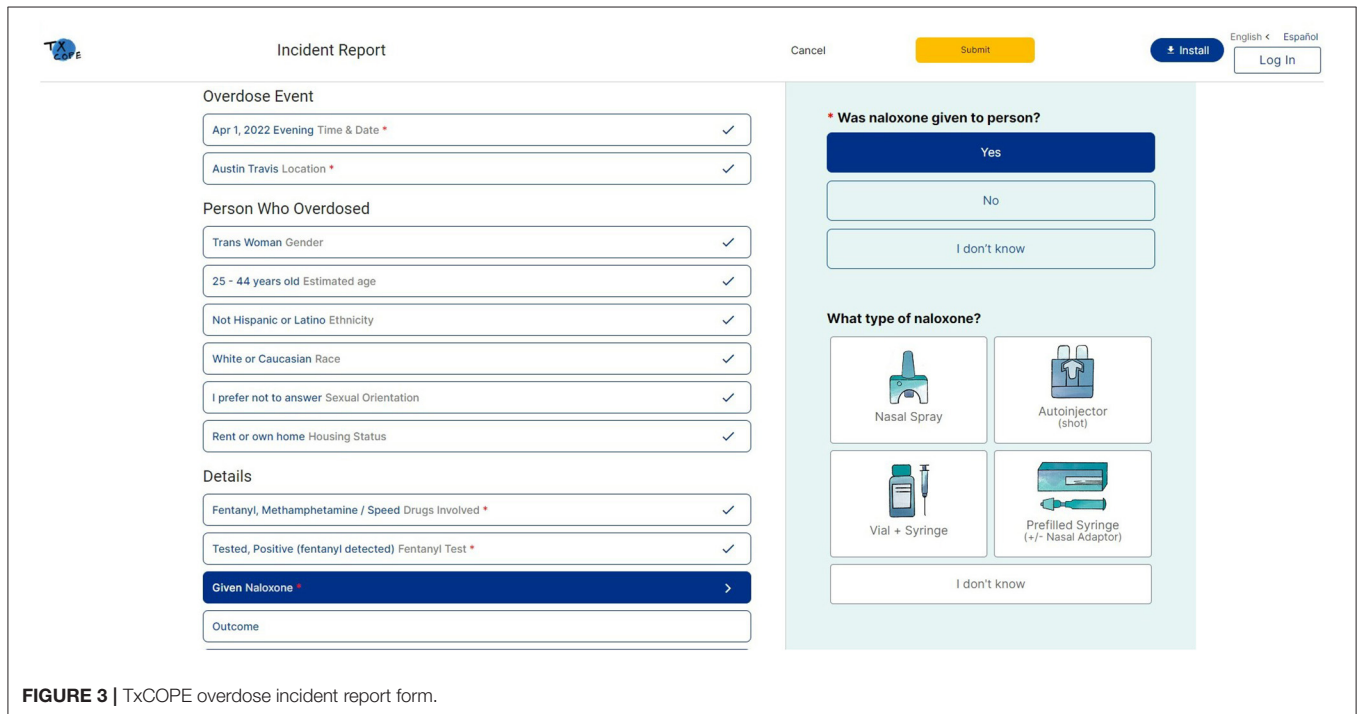 TX
COPE
Incident Report
Cancel
Submit
Install
English < Español
Log In
Overdose Event
Apr 1, 2022 Evening Time & Date *
Austin Travis Location *
Person Who Overdosed
Trans Woman Gender
25 - 44 years old Estimated age
Not Hispanic or Latino Ethnicity
White or Caucasian Race
I prefer not to answer Sexual Orientation
Rent or own home Housing Status
Details
Fentanyl, Methamphetamine / Speed Drugs Involved *
Tested, Positive (fentanyl detected) Fentanyl Test *
Given Naloxone *
Outcome
* Was naloxone given to person?
Yes
No
I don't know
What type of naloxone?
Nasal Spray
Autoinjector
(shot)
Vial + Syringe
Prefilled Syringe
(+/- Nasal Adaptor)
I don't know
FIGURE 3 | TxCOPE overdose incident report form.